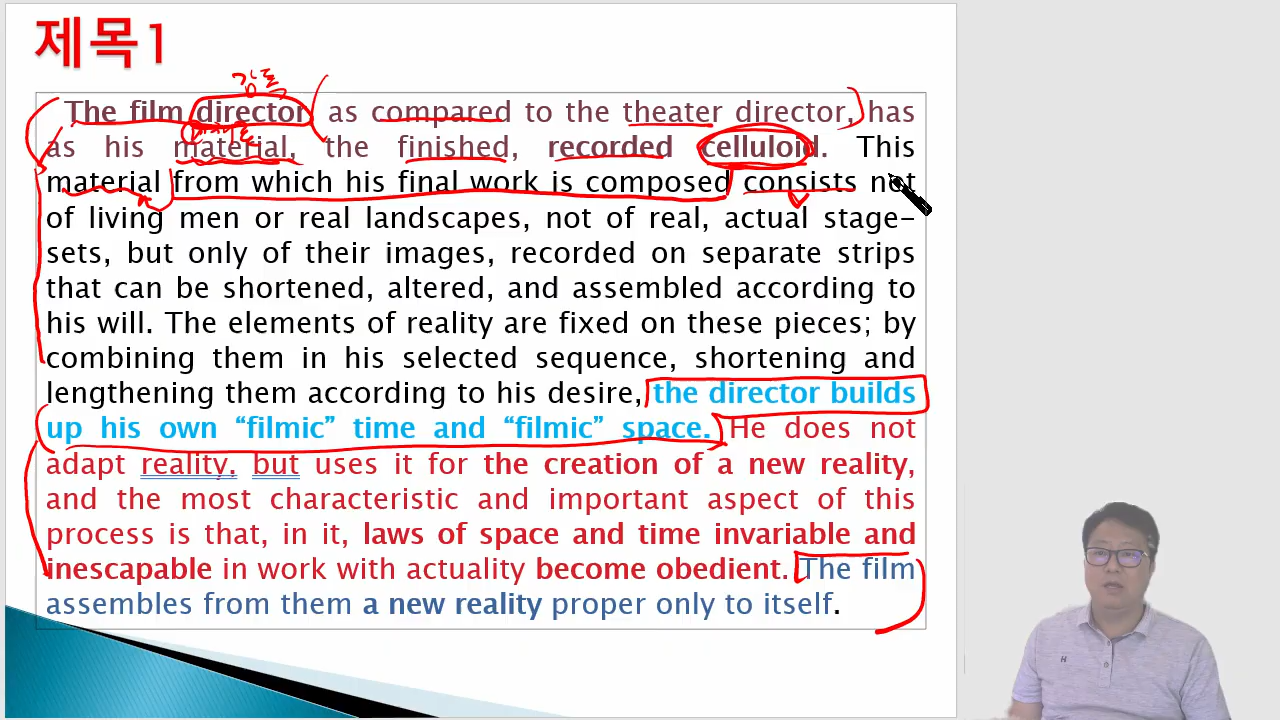 제목1
감독
The film director as compared to the theater director, has
as his material, the finished, recorded celluloid. This
material from which his final work is composed consists not
of living men or real landscapes, not of real, actual stage-
sets, but only of their images, recorded on separate strips
that can be shortened, altered, and assembled according to
his will. The elements of reality are fixed on these pieces; by
combining them in his selected sequence, shortening and
lengthening them according to his desire, the director builds
up his own “filmic” time and “filmic” space. He does not
adapt reality, but uses it for the creation of a new reality,
and the most characteristic and important aspect of this
process is that, in it, laws of space and time invariable and
inescapable in work with actuality become obedient. The film
assembles from them a new reality proper only to itself.
H